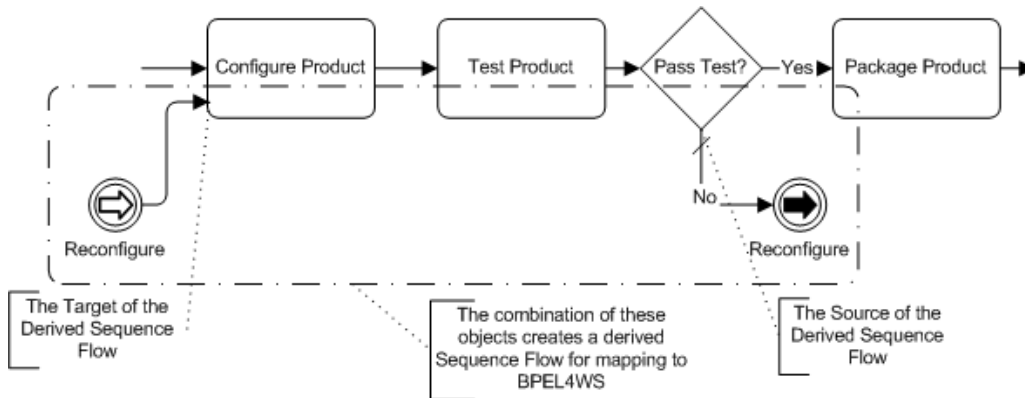 Configure Product
Test Product
Pass Test?
Yes
Package Product
No
Reconfigure
Reconfigure
The Target of the
Derived Sequence
Flow
The combination of these
objects creates a derived
Sequence Flow for mapping to
BPEL4WS
The Source of the
Derived Sequence
Flow